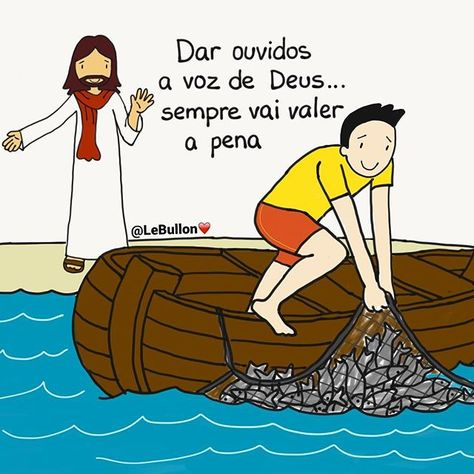 Dar ouvidos
a voz de Deus...
sempre vai valer
a pena
@LeBullon❤️